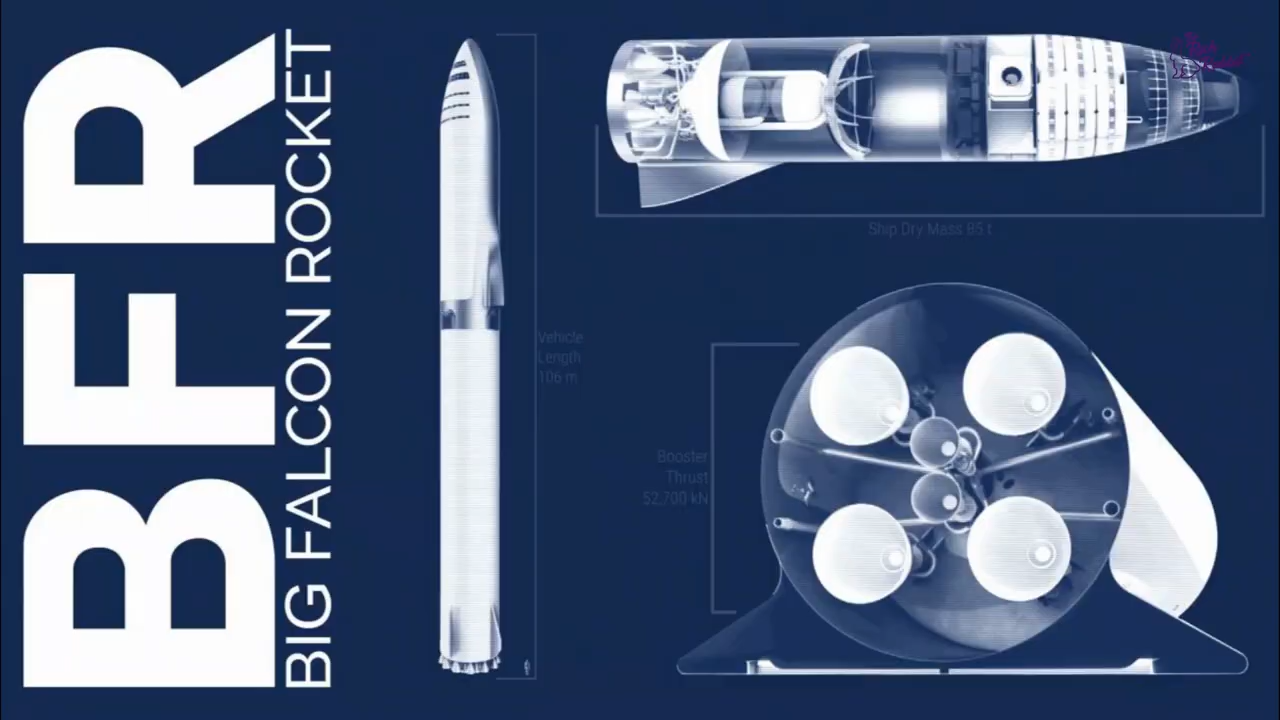 BFR
BIG FALCON ROCKET
Vehicle
Length
106 m
Ship Dry Mass 85 t
Booster
Thrust
52,700 kN